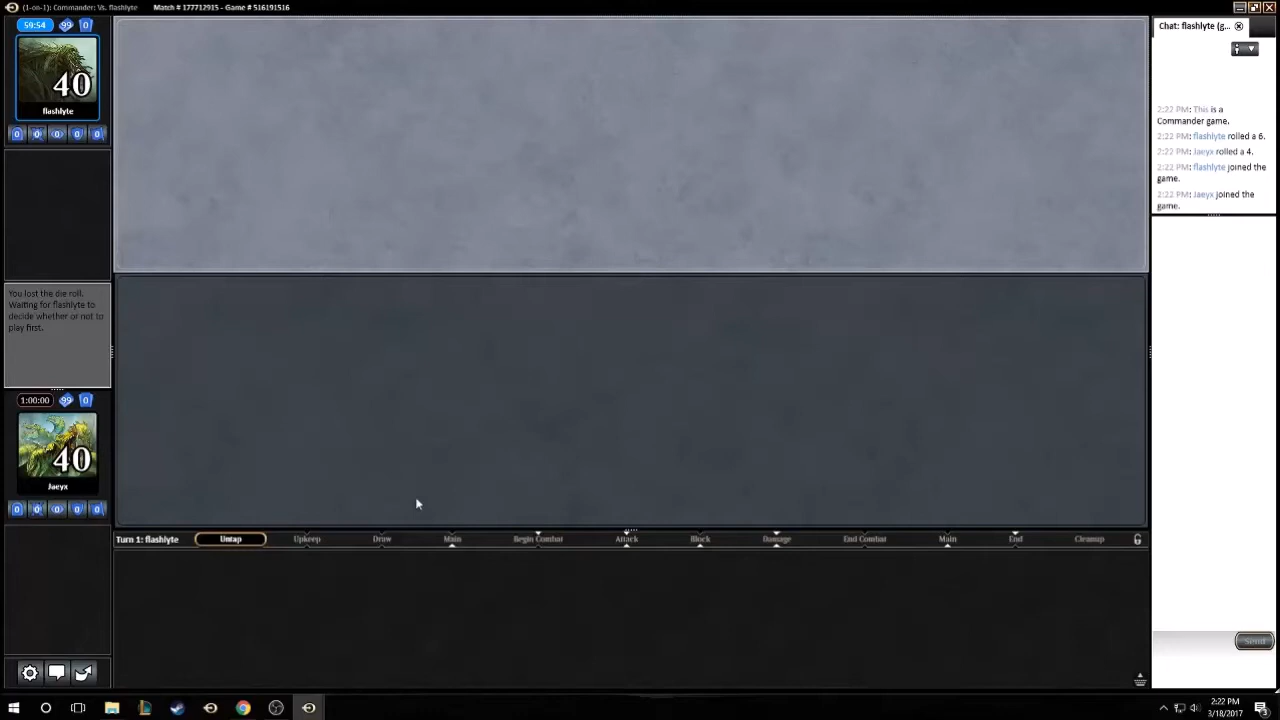 (1-on-1): Commander: Vs. flashlyte
Match # 177712915 - Game # 516191516
59:54 99 0
40
flashlyte
0 0 0 0 0
You lost the die roll.
Waiting for flashlyte to
decide whether or not to
play first.
1:00:00 99 0
40
Jaeyx
0 0 0 0 0
Turn 1: flashlyte
Untap
Upkeep
Draw
Main
Begin Combat
Attack
Block
Damage
End Combat
Main
End
Cleanup
Chat: flashlyte (g...
2:22 PM: This is a
Commander game.
2:22 PM: flashlyte rolled a 6.
2:22 PM: Jaeyx rolled a 4.
2:22 PM: flashlyte joined the
game.
2:22 PM: Jaeyx joined the
game.
Send
2:22 PM
3/18/2017